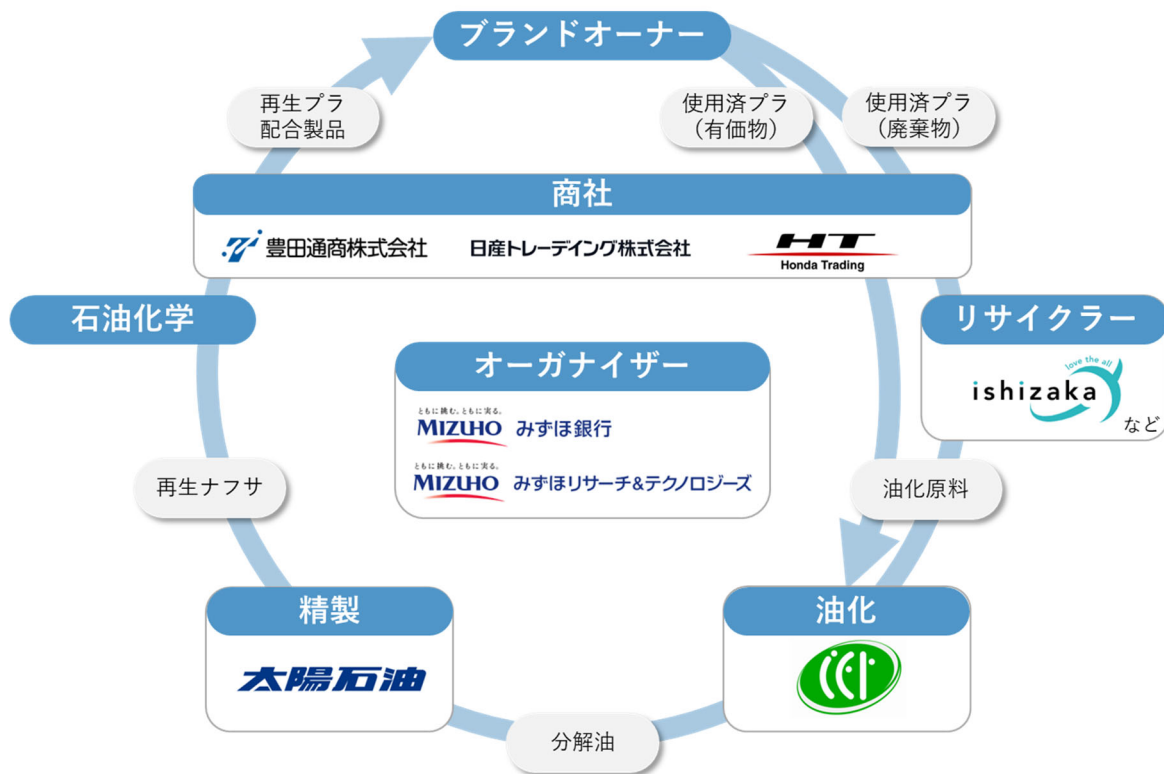 ブランドオーナー
再生プラ
配合製品
使用済プラ
(有価物)
使用済プラ
(廃棄物)
商社
豊田通商株式会社
日産トレーデイング株式会社
HT
Honda Trading
石油化学
リサイクラー
love the all
ishizaka
など
オーガナイザー
ともに挑む。ともに実る。
MIZUHO みずほ銀行
ともに挑む。ともに実る。
MIZUHO みずほリサーチ&テクノロジーズ
再生ナフサ
油化原料
精製
太陽石油
油化
分解油